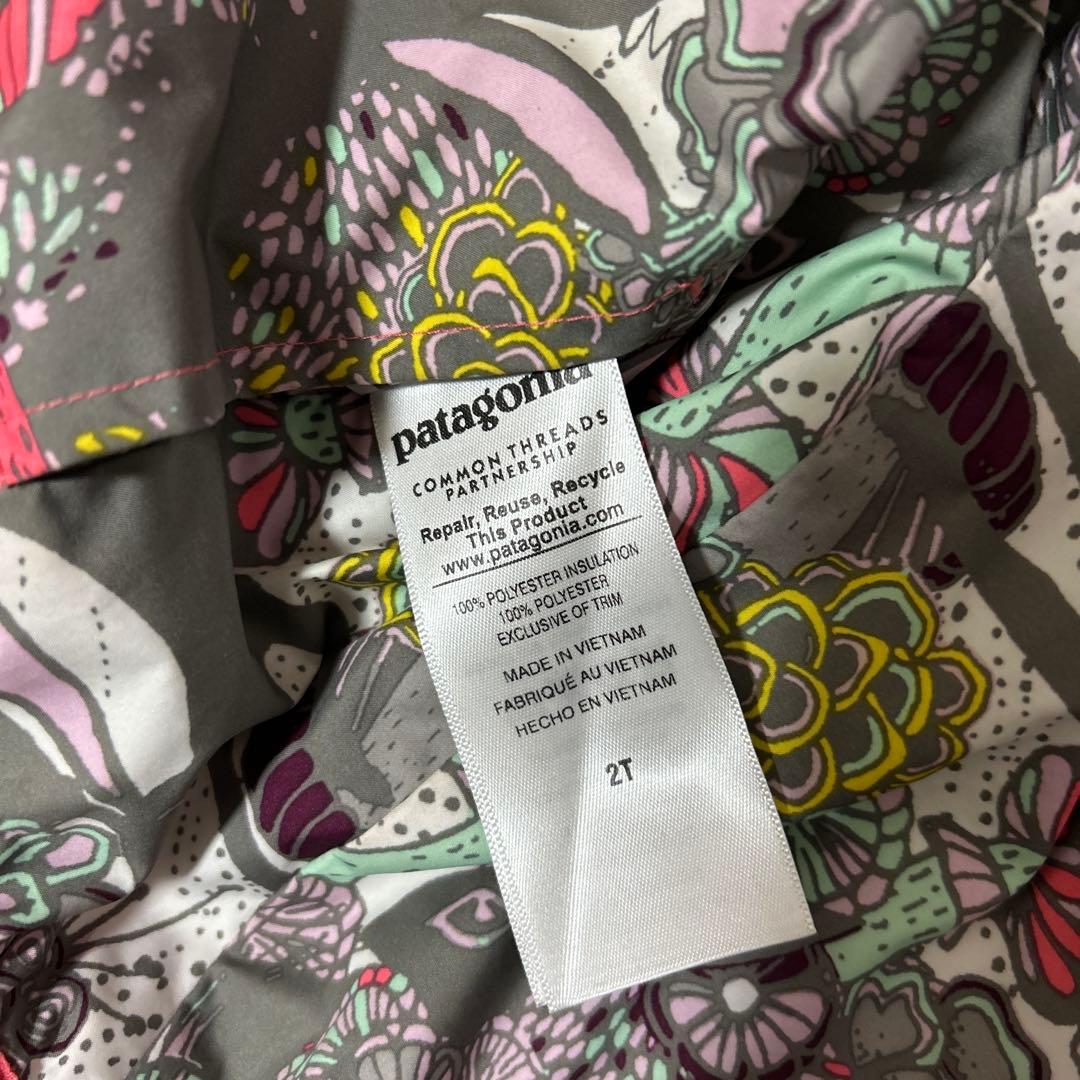 patagonia
COMMON THREADS
PARTNERSHIP
Repair, Reuse, Recycle
This Product
www.patagonia.com
100% POLYESTER INSULATION
100% POLYESTER
EXCLUSIVE OF TRIM
MADE IN VIETNAM
FABRIQUÉ AU VIETNAM
HECHO EN VIETNAM
2T